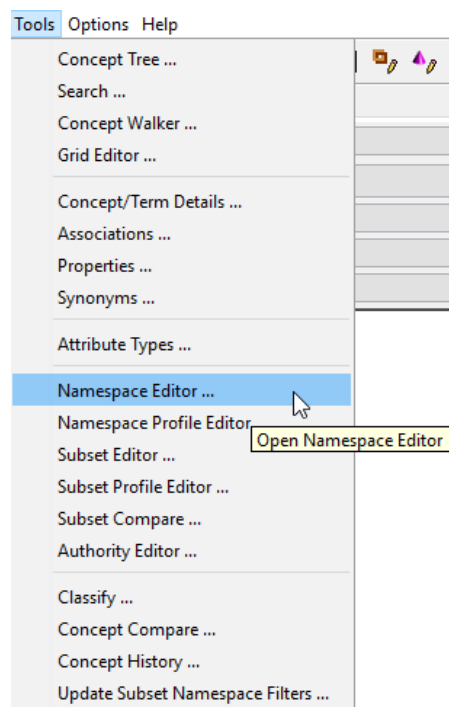 Tools Options Help
Concept Tree ...
Search ...
Concept Walker ...
Grid Editor ...
Concept/Term Details ...
Associations ...
Properties ...
Synonyms ...
Attribute Types ...
Namespace Editor ...
Namespace Profile Editor
Open Namespace Editor
Subset Editor ...
Subset Profile Editor ...
Subset Compare ...
Authority Editor ...
Classify ...
Concept Compare ...
Concept History ...
Update Subset Namespace Filters ...